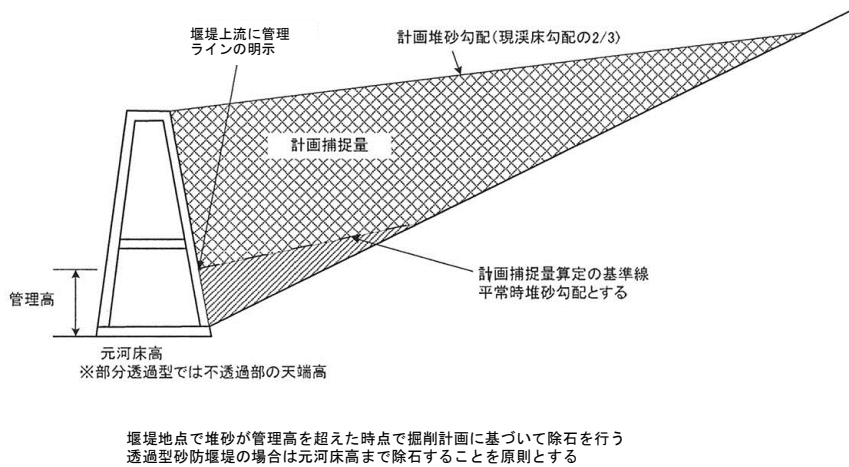 堰堤上流に管理
ラインの明示
計画堆砂勾配(現渓床勾配の2/3)
計画捕捉量
計画捕捉量算定の基準線
平常時堆砂勾配とする
管理高
元河床高
※部分透過型では不透過部の天端高
堰堤地点で堆砂が管理高を超えた時点で掘削計画に基づいて除石を行う
透過型砂防堰堤の場合は元河床高まで除石することを原則とする